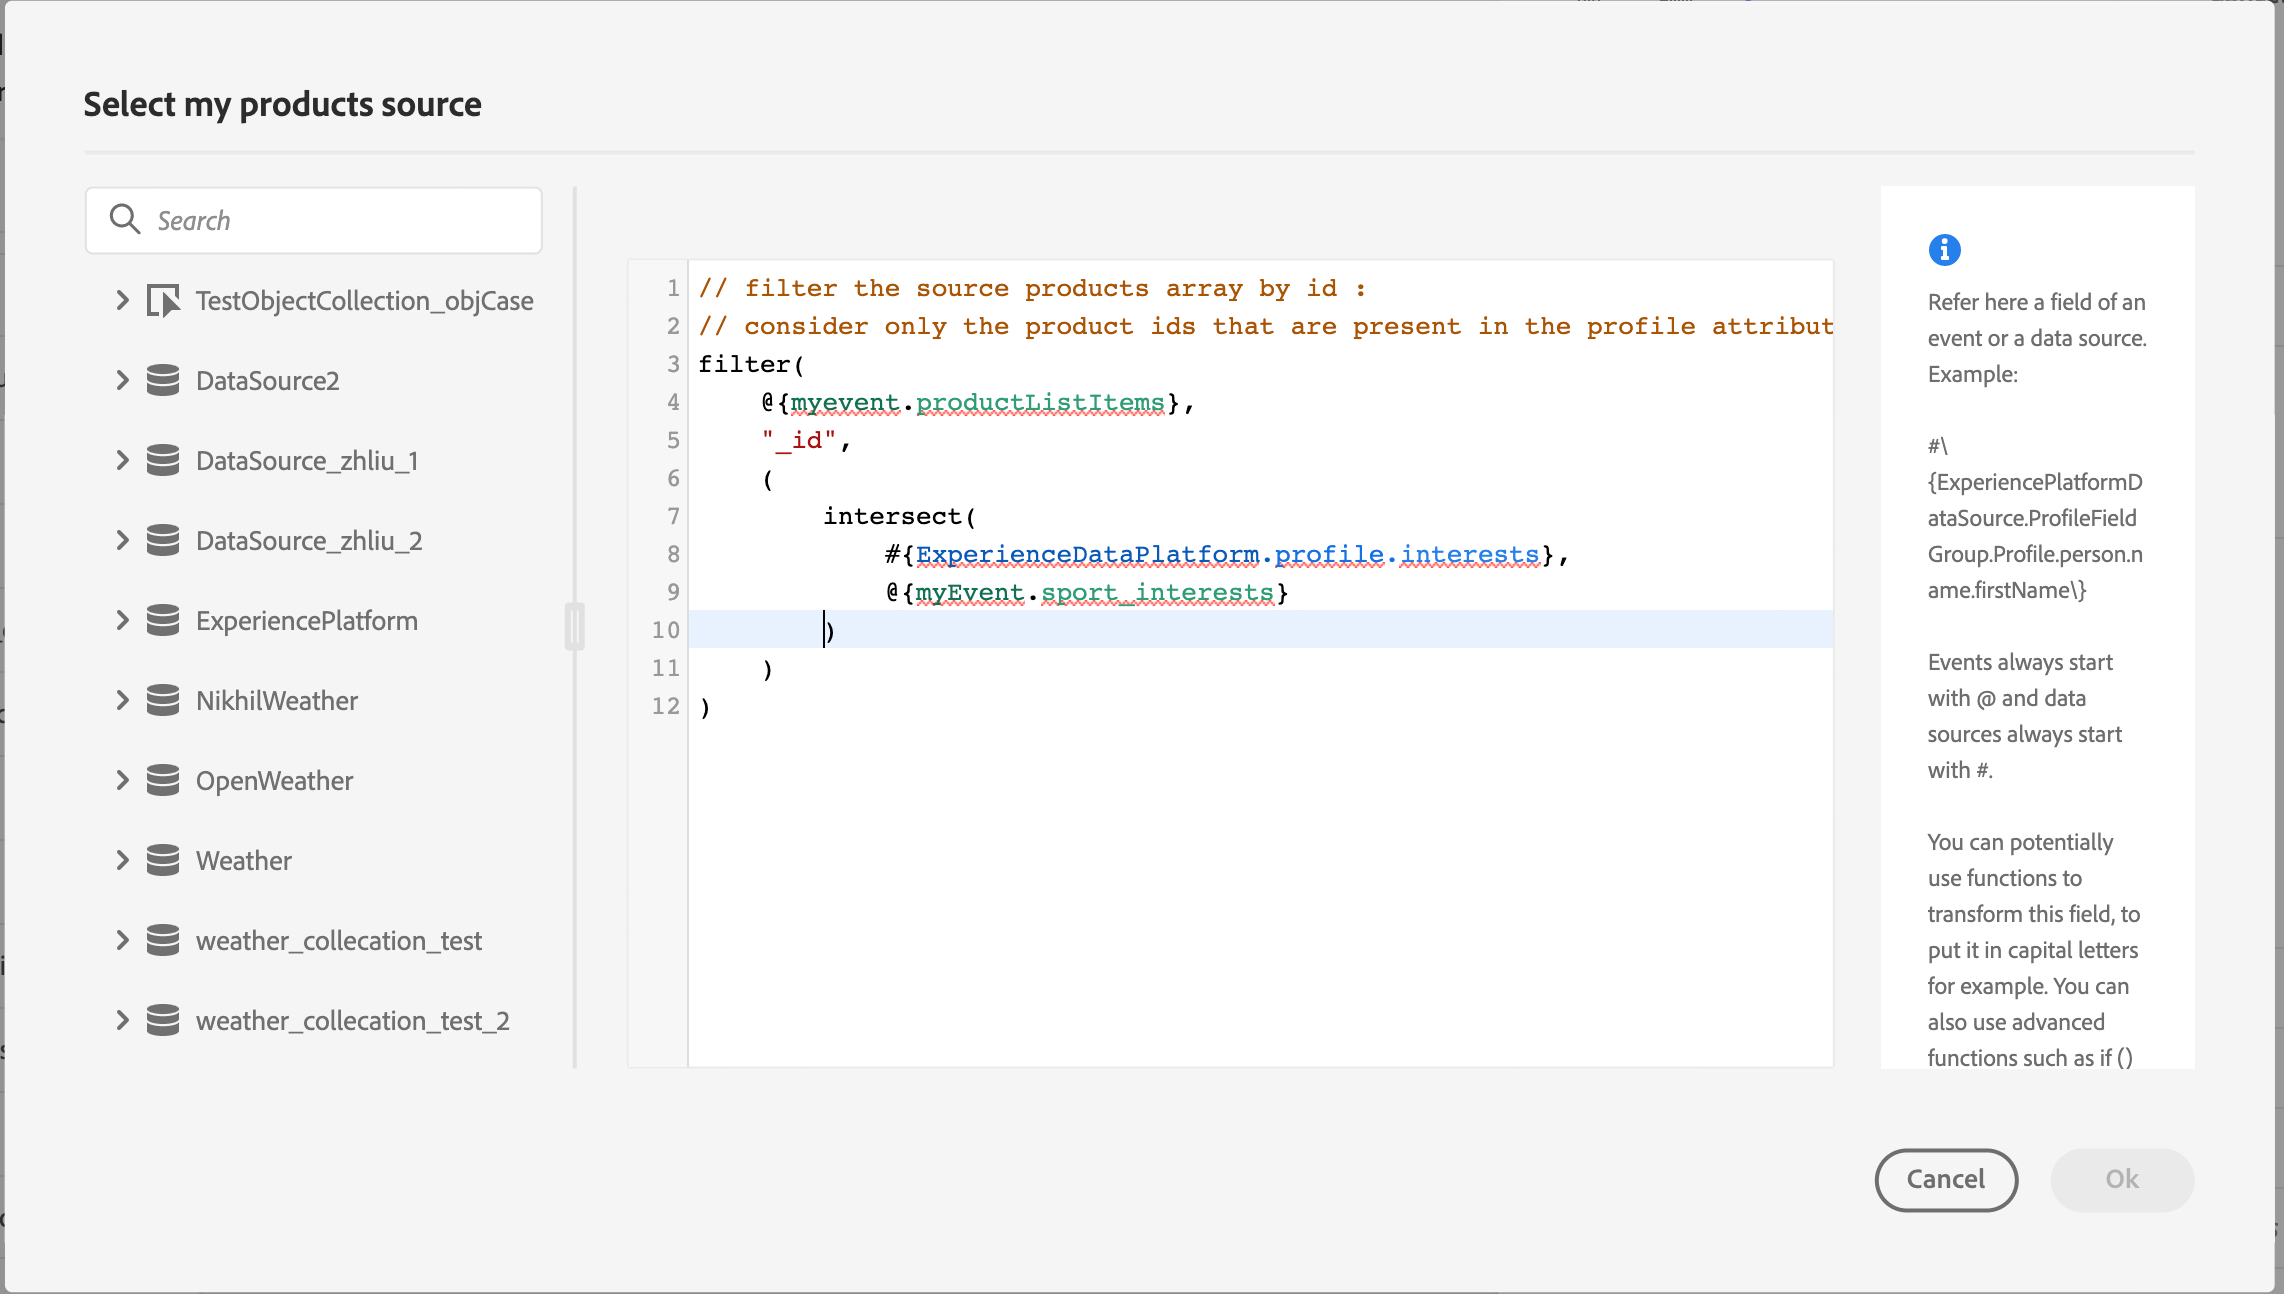 Select my products source
Search
TestObjectCollection_objCase
DataSource2
DataSource_zhliu_1
DataSource_zhliu_2
ExperiencePlatform
NikhilWeather
OpenWeather
Weather
weather_collecation_test
weather_collecation_test_2
1 // filter the source products array by id :
2 // consider only the product ids that are present in the profile attribut
3 filter(
4 @{myevent.productListItems},
5 "_id",
6 (
7 intersect(
8 #{ExperienceDataPlatform.profile.interests},
9 @{myEvent.sport_interests}
10 )
11 )
12 )
Refer here a field of an
event or a data source.
Example:
#\
{ExperiencePlatformD
ataSource.ProfileField
Group.Profile.person.n
ame.firstName\}
Events always start
with @ and data
sources always start
with #.
You can potentially
use functions to
transform this field, to
put it in capital letters
for example. You can
also use advanced
functions such as if ()
Cancel
Ok